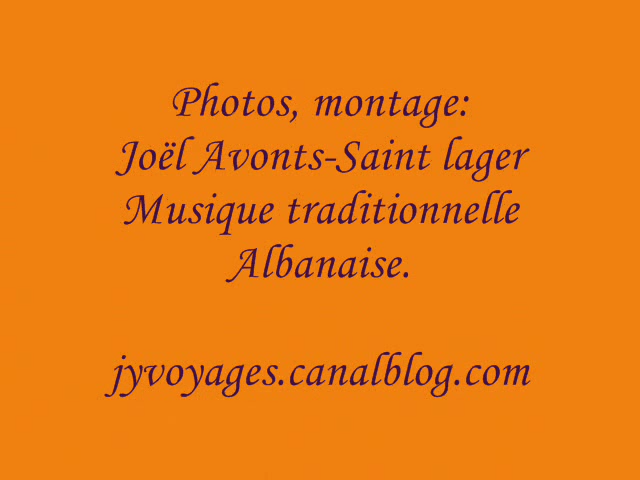 Photos, montage:
Joël Avonts-Saint lager
Musique traditionnelle
Albanaise.
jyvoyages.canalblog.com